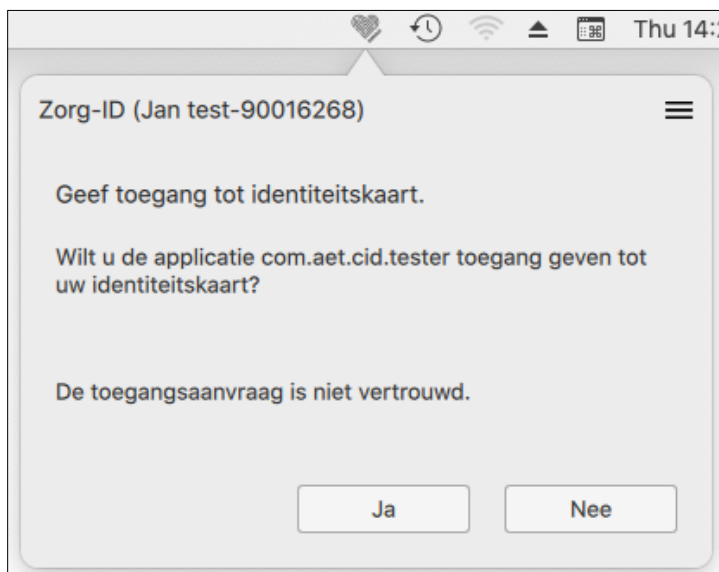 Thu 14:
Zorg-ID (Jan test-90016268)
Geef toegang tot identiteitskaart.
Wilt u de applicatie com.aet.cid.tester toegang geven tot
uw identiteitskaart?
De toegangsaanvraag is niet vertrouwd.
Ja
Nee